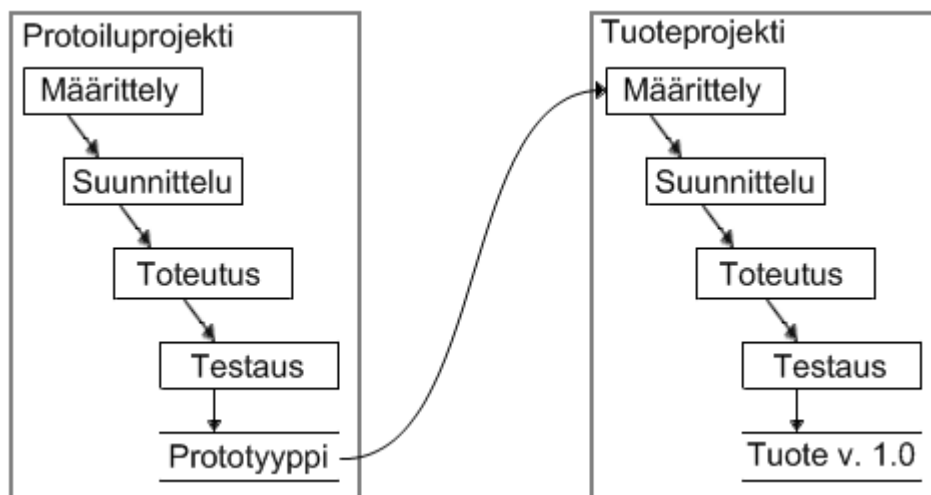 Protoiluprojekti
Määrittely
Suunnittelu
Toteutus
Testaus
Prototyyppi
Tuoteprojekti
Määrittely
Suunnittelu
Toteutus
Testaus
Tuote v. 1.0